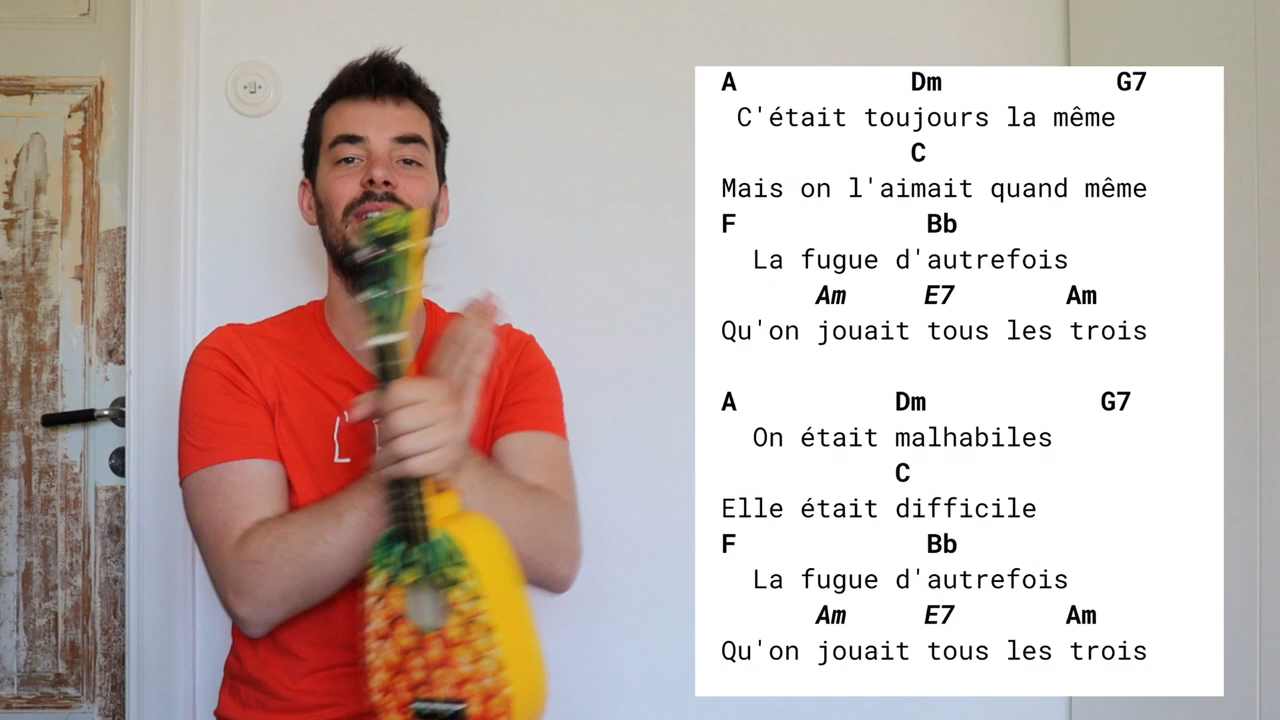 A Dm G7
C'était toujours la même
C
Mais on l'aimait quand même
F Bb
La fugue d'autrefois
Am E7 Am
Qu'on jouait tous les trois
A Dm G7
On était malhabiles
C
Elle était difficile
F Bb
La fugue d'autrefois
Am E7 Am
Qu'on jouait tous les trois